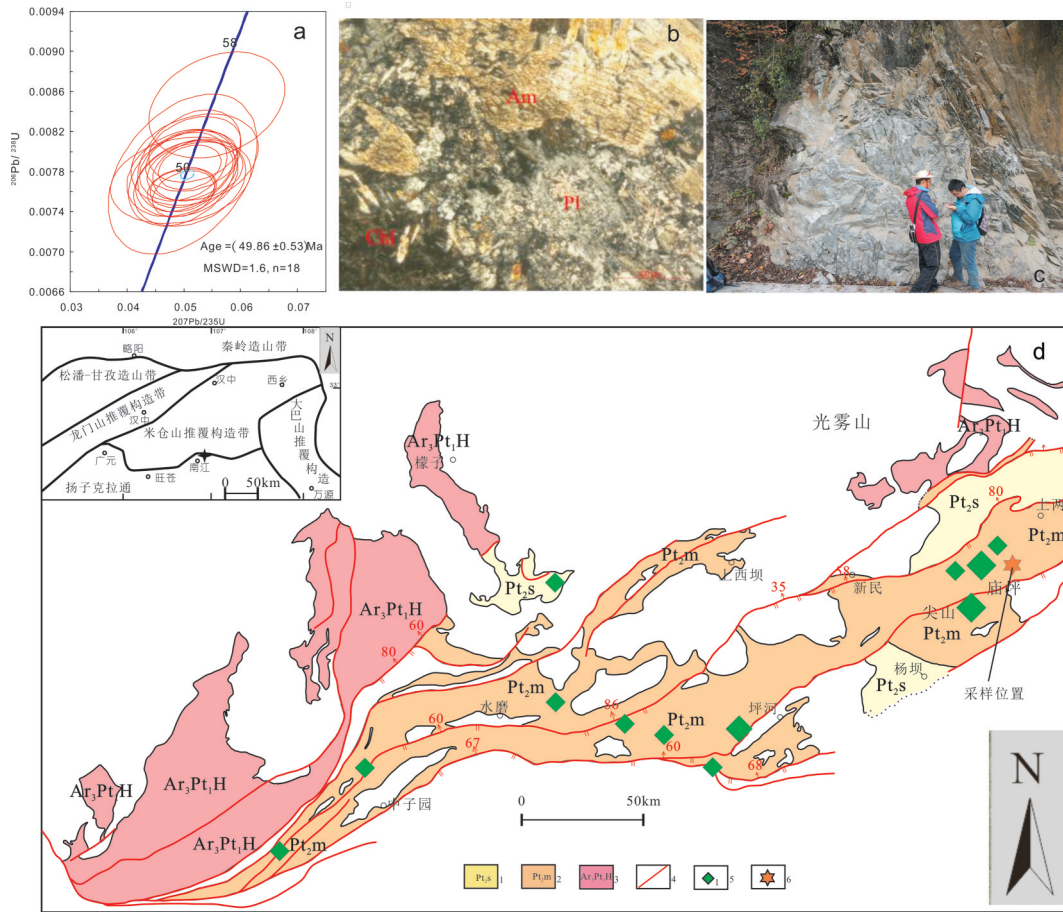 a
0.0094
0.0090
0.0086
0.0082
0.0078
0.0074
0.0070
0.0066
206Pb/ 238U
58
50
Age =( 49.86 ±0.53)Ma
MSWD=1.6, n=18
0.03
0.04
0.05
0.06
0.07
207Pb/235U
b
Am
Pl
Chl
c
d
106°
107°
108°
N
略阳
秦岭造山带
松潘-甘孜造山带
汉中
西乡
龙门山推覆构造带
汉中
大巴山推覆构造
米仓山推覆构造带
广元
南江
旺苍
0 50km
扬子克拉通
万源
光雾山
Ar₃Pt₁H
檬子
Ar₃Pt₁H
Pt₂s
80
上两
Pt₂m
Pt₂m
上西坝
Pt₂s
58
新民
35
庙坪
尖山
Pt₂m
Ar₃Pt₁H
60
80
杨坝
Pt₂s
采样位置
Pt₂m
水磨
86
60
Pt₂m
坪河
67
60
68
Ar₃Pt₁H
Ar₃Pt₁H
中子园
0 50km
Ar₃Pt₁H
Pt₂m
N
Pt₂s 1
Pt₂m 2
Ar₃Pt₁H 3
4
1 5
6